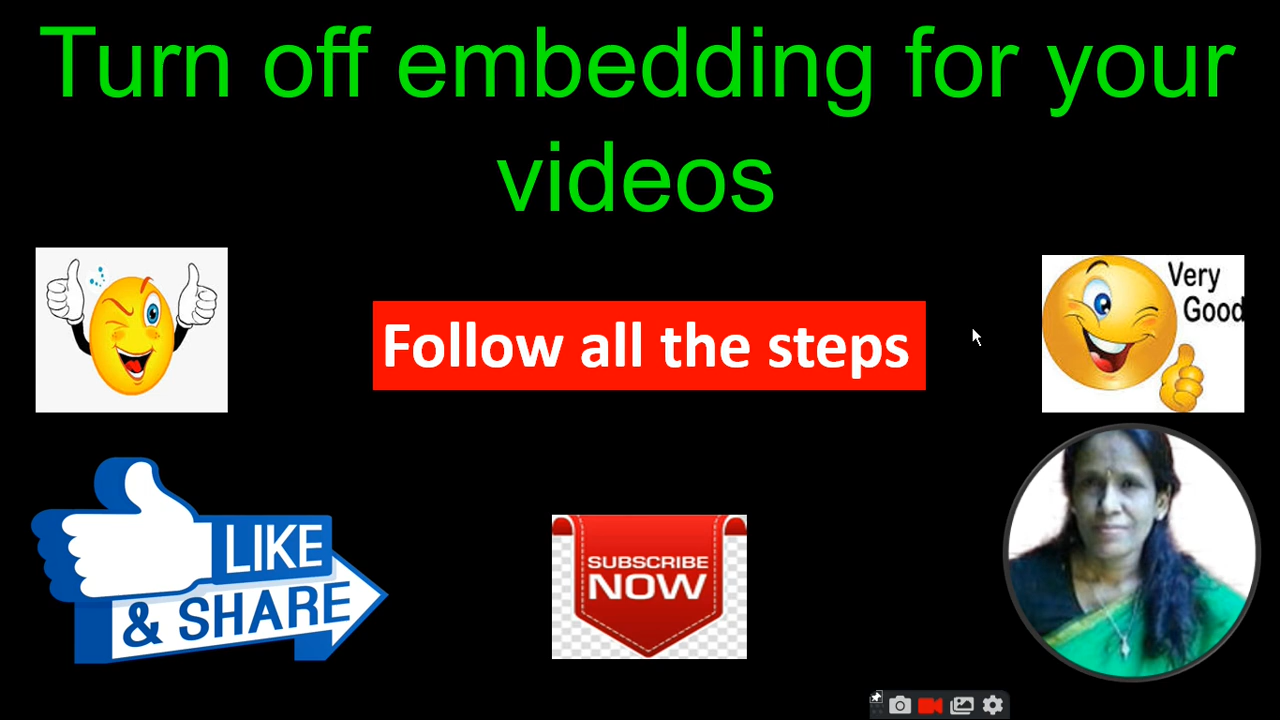 Turn off embedding for your
videos
Very
Good
Follow all the steps
LIKE
& SHARE
SUBSCRIBE
NOW